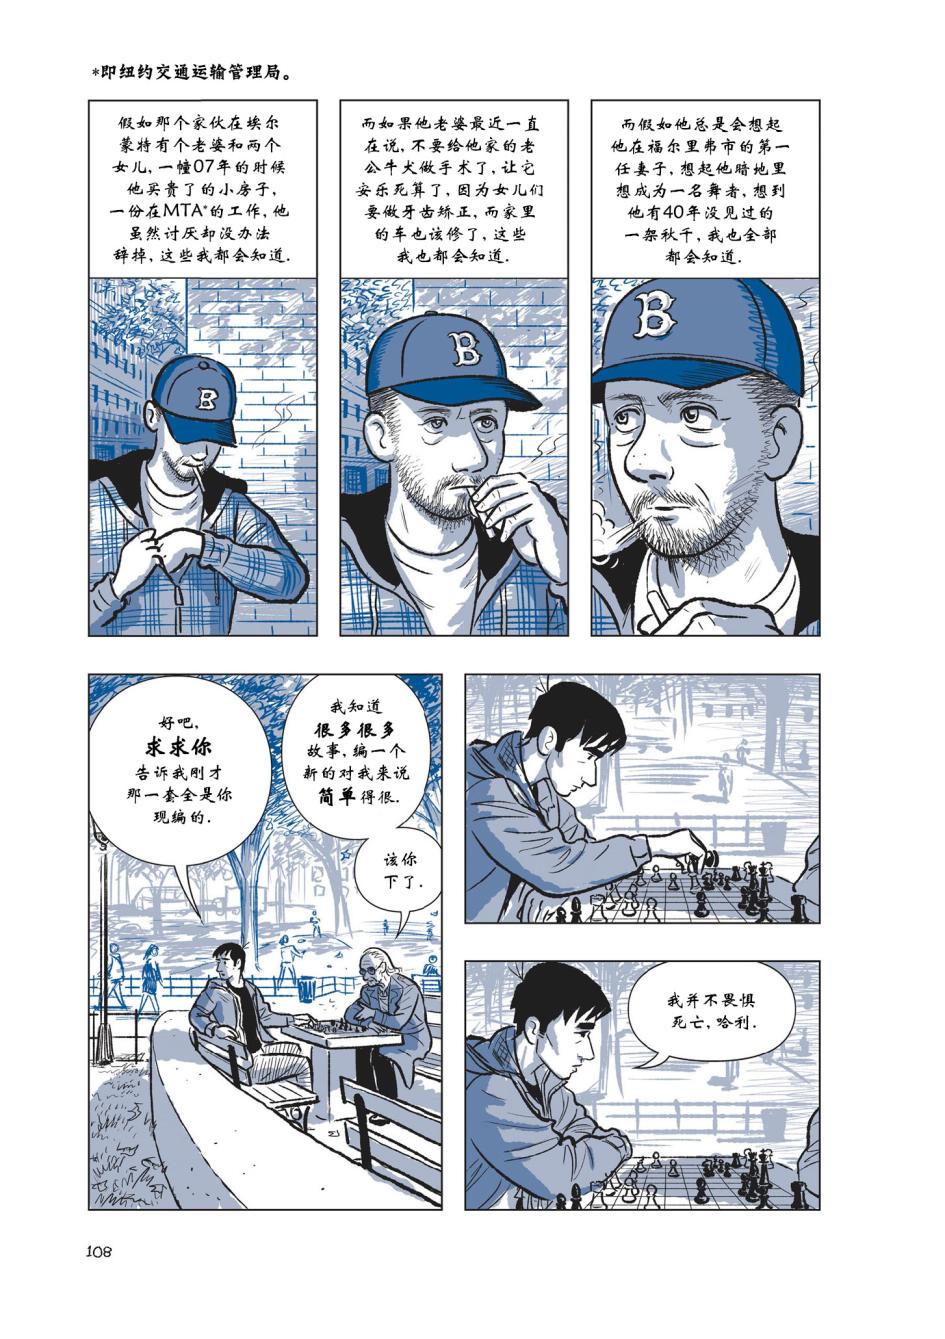 *即纽约交通运输管理局。
假如那个家伙在埃尔
蒙特有个老婆和两个
女儿，一幢07年的时候
他买贵了的小房子，
一份在MTA*的工作，他
虽然讨厌却没办法
辞掉，这些我都会知道.
而如果他老婆最近一直
在说，不要给他家的老
公牛犬做手术了，让它
安乐死算了，因为女儿们
要做牙齿矫正，而家里
的车也该修了，这些
我也都会知道.
而假如他总是会想起
他在福尔里弗市的第一
任妻子，想起他暗地里
想成为一名舞者，想到
他有40年没见过的
一架秋千，我也全部
都会知道.
B
B
B
好吧，
求求你
告诉我刚才
那一套全是你
现编的.
我知道
很多很多
故事，编一个
新的对我来说
简单得很.
该你
下了.
我并不畏惧
死亡，哈利.
108